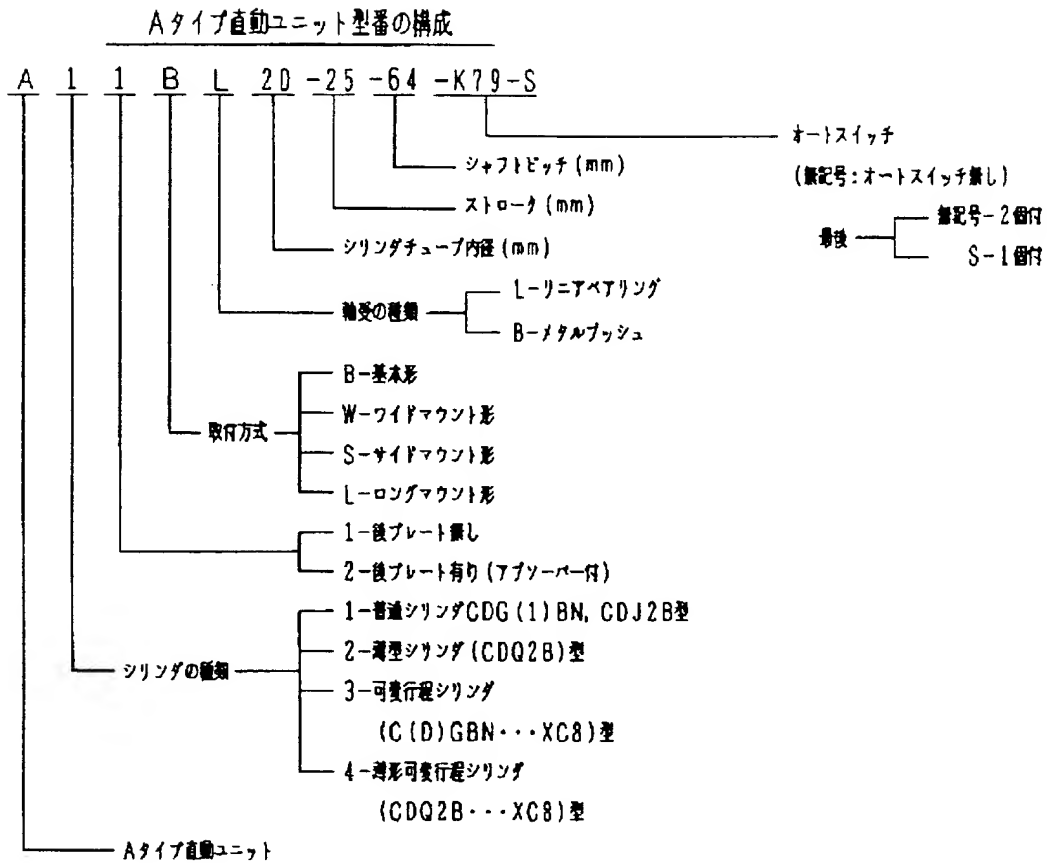 Aタイプ直動ユニット型番の構成
A 1 1 B L 20 -25 -64 -K79-S
オートスイッチ
シャフトピッチ(mm)
(無記号:オートスイッチ無し)
ストローク(mm)
無記号-2個付
最後
シリンダチューブ内径(mm)
S-1個付
L-リニアベアリング
軸受の種類
B-メタルブッシュ
B-基本形
W-ワイドマウント形
取付方式
S-サイドマウント形
L-ロングマウント形
1-後プレート無し
2-後プレート有り(アブソーバー付)
1-普通シリンダCDG(1)BN, CDJ2B型
2-薄型シリンダ(CDQ2B)型
シリンダの種類
3-可変行程シリンダ
(C(D)GBN・・・XC8)型
4-薄形可変行程シリンダ
(CDQ2B・・・XC8)型
Aタイプ直動ユニット